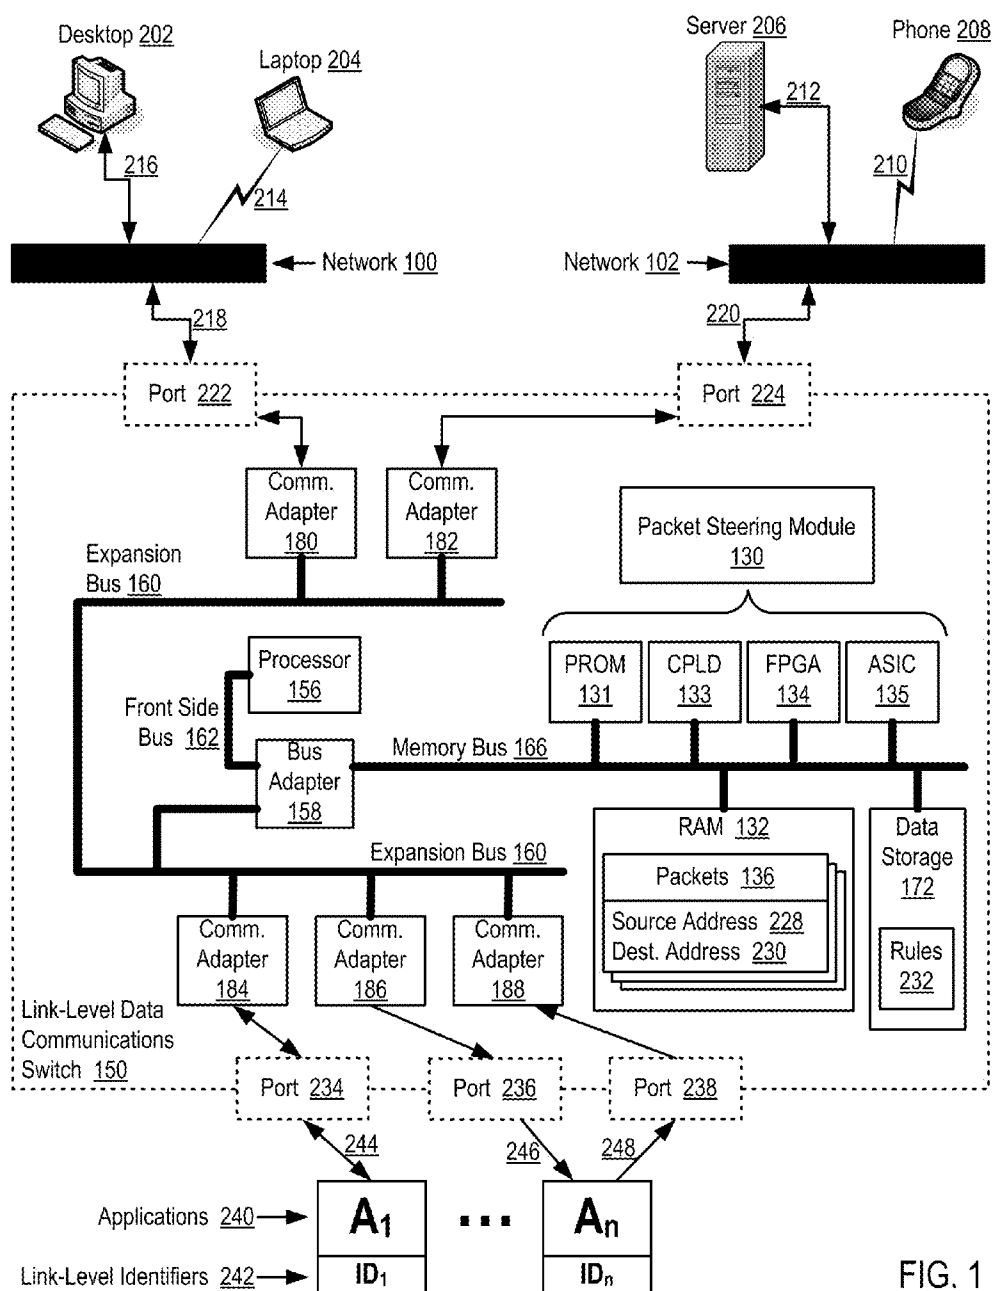 Desktop 202
Laptop 204
Server 206
Phone 208
216
214
212
210
Network 100
Network 102
218
220
Port 222
Port 224
Comm.
Adapter
180
Comm.
Adapter
182
Packet Steering Module
130
Expansion
Bus 160
Processor
156
PROM
131
CPLD
133
FPGA
134
ASIC
135
Front Side
Bus 162
Bus
Adapter
158
Memory Bus 166
RAM 132
Packets 136
Source Address 228
Dest. Address 230
Data
Storage
172
Rules
232
Expansion Bus 160
Comm.
Adapter
184
Comm.
Adapter
186
Comm.
Adapter
188
Link-Level Data
Communications
Switch 150
Port 234
Port 236
Port 238
244
246
248
Applications 240
A1
...
An
Link-Level Identifiers 242
ID1
IDn
FIG. 1